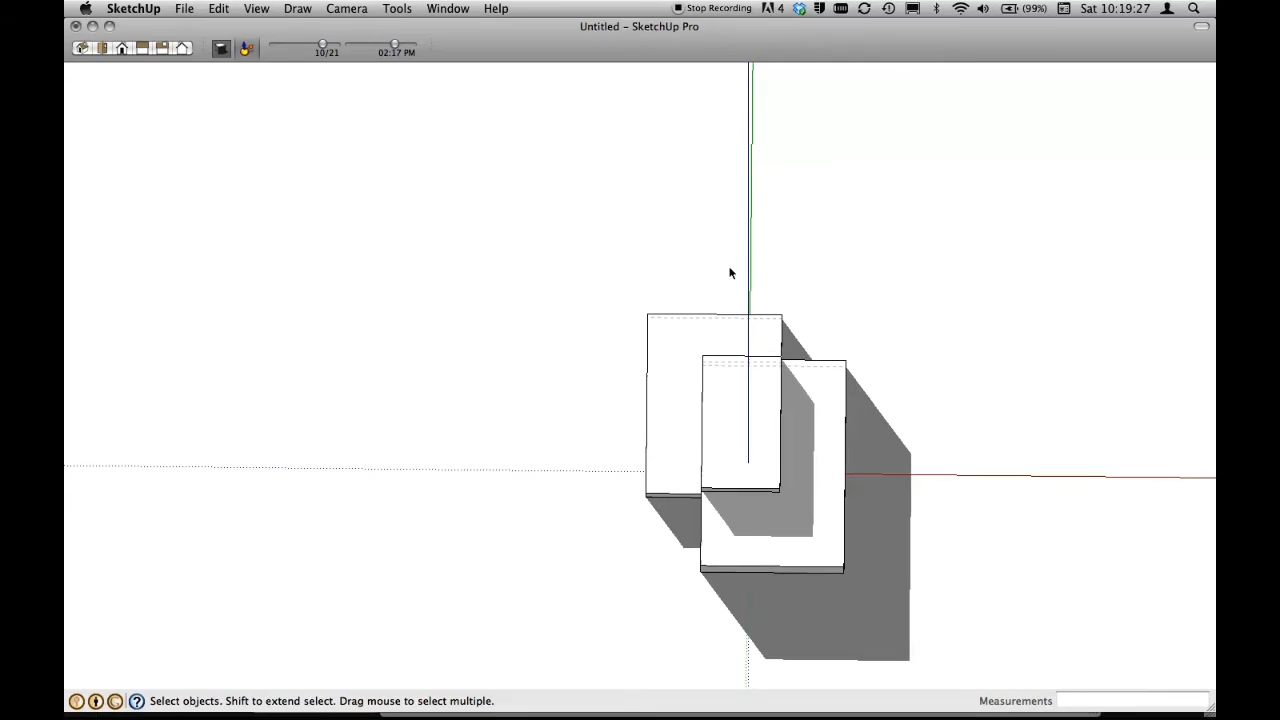 SketchUp File Edit View Camera Draw Tools Window Help Stop Recording 4 (99%) Sat 10:19:27
Untitled - SketchUp Pro
10/21 02:17 PM
Select objects. Shift to extend select. Drag mouse to select multiple. Measurements